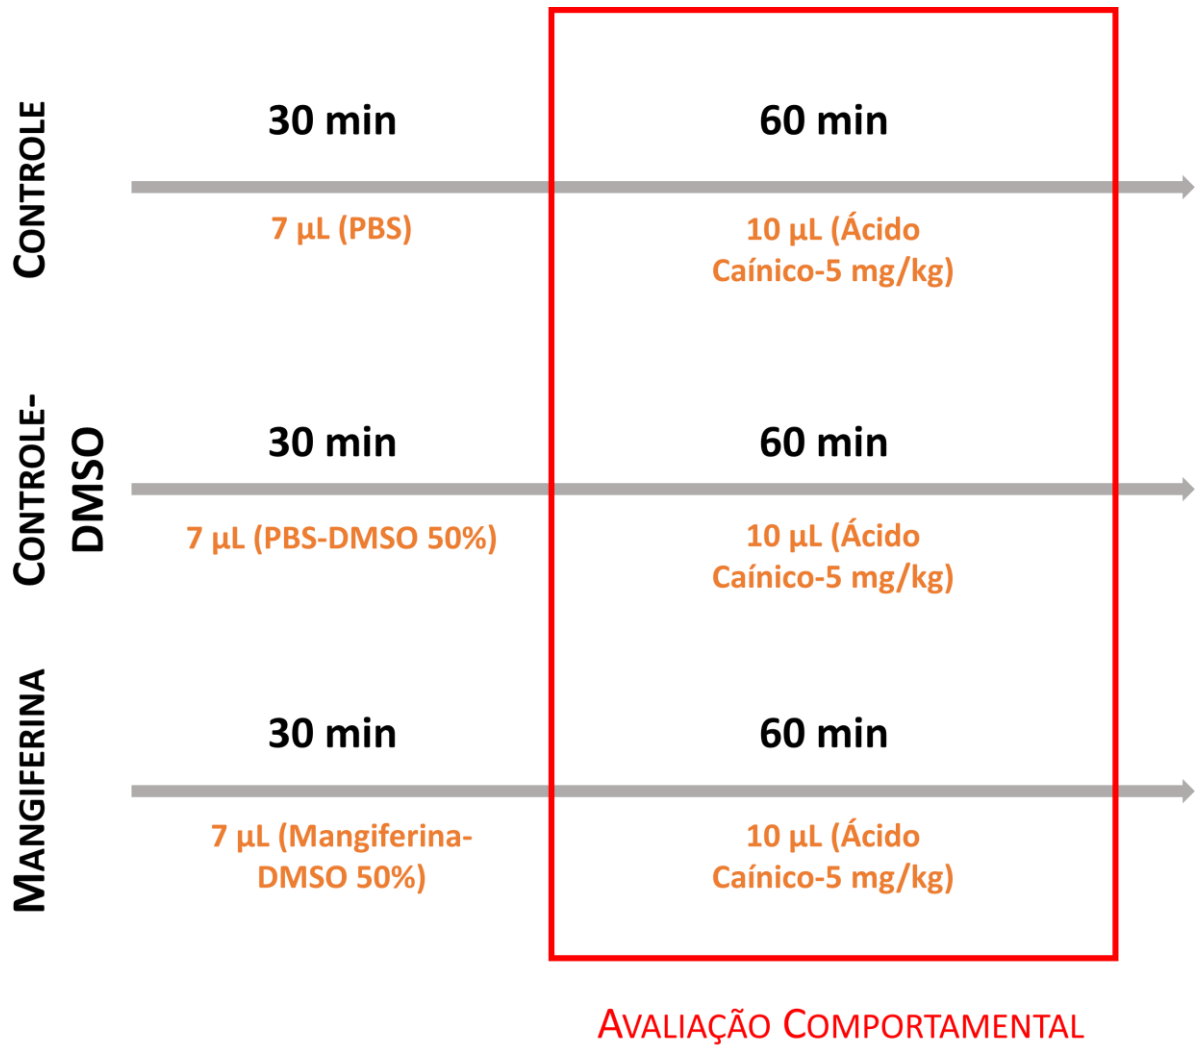 CONTROLE
30 min
60 min
7 µL (PBS)
10 µL (Ácido
Caínico-5 mg/kg)
CONTROLE-
DMSO
30 min
60 min
7 µL (PBS-DMSO 50%)
10 µL (Ácido
Caínico-5 mg/kg)
MANGIFERINA
30 min
60 min
7 µL (Mangiferina-
DMSO 50%)
10 µL (Ácido
Caínico-5 mg/kg)
AVALIAÇÃO COMPORTAMENTAL